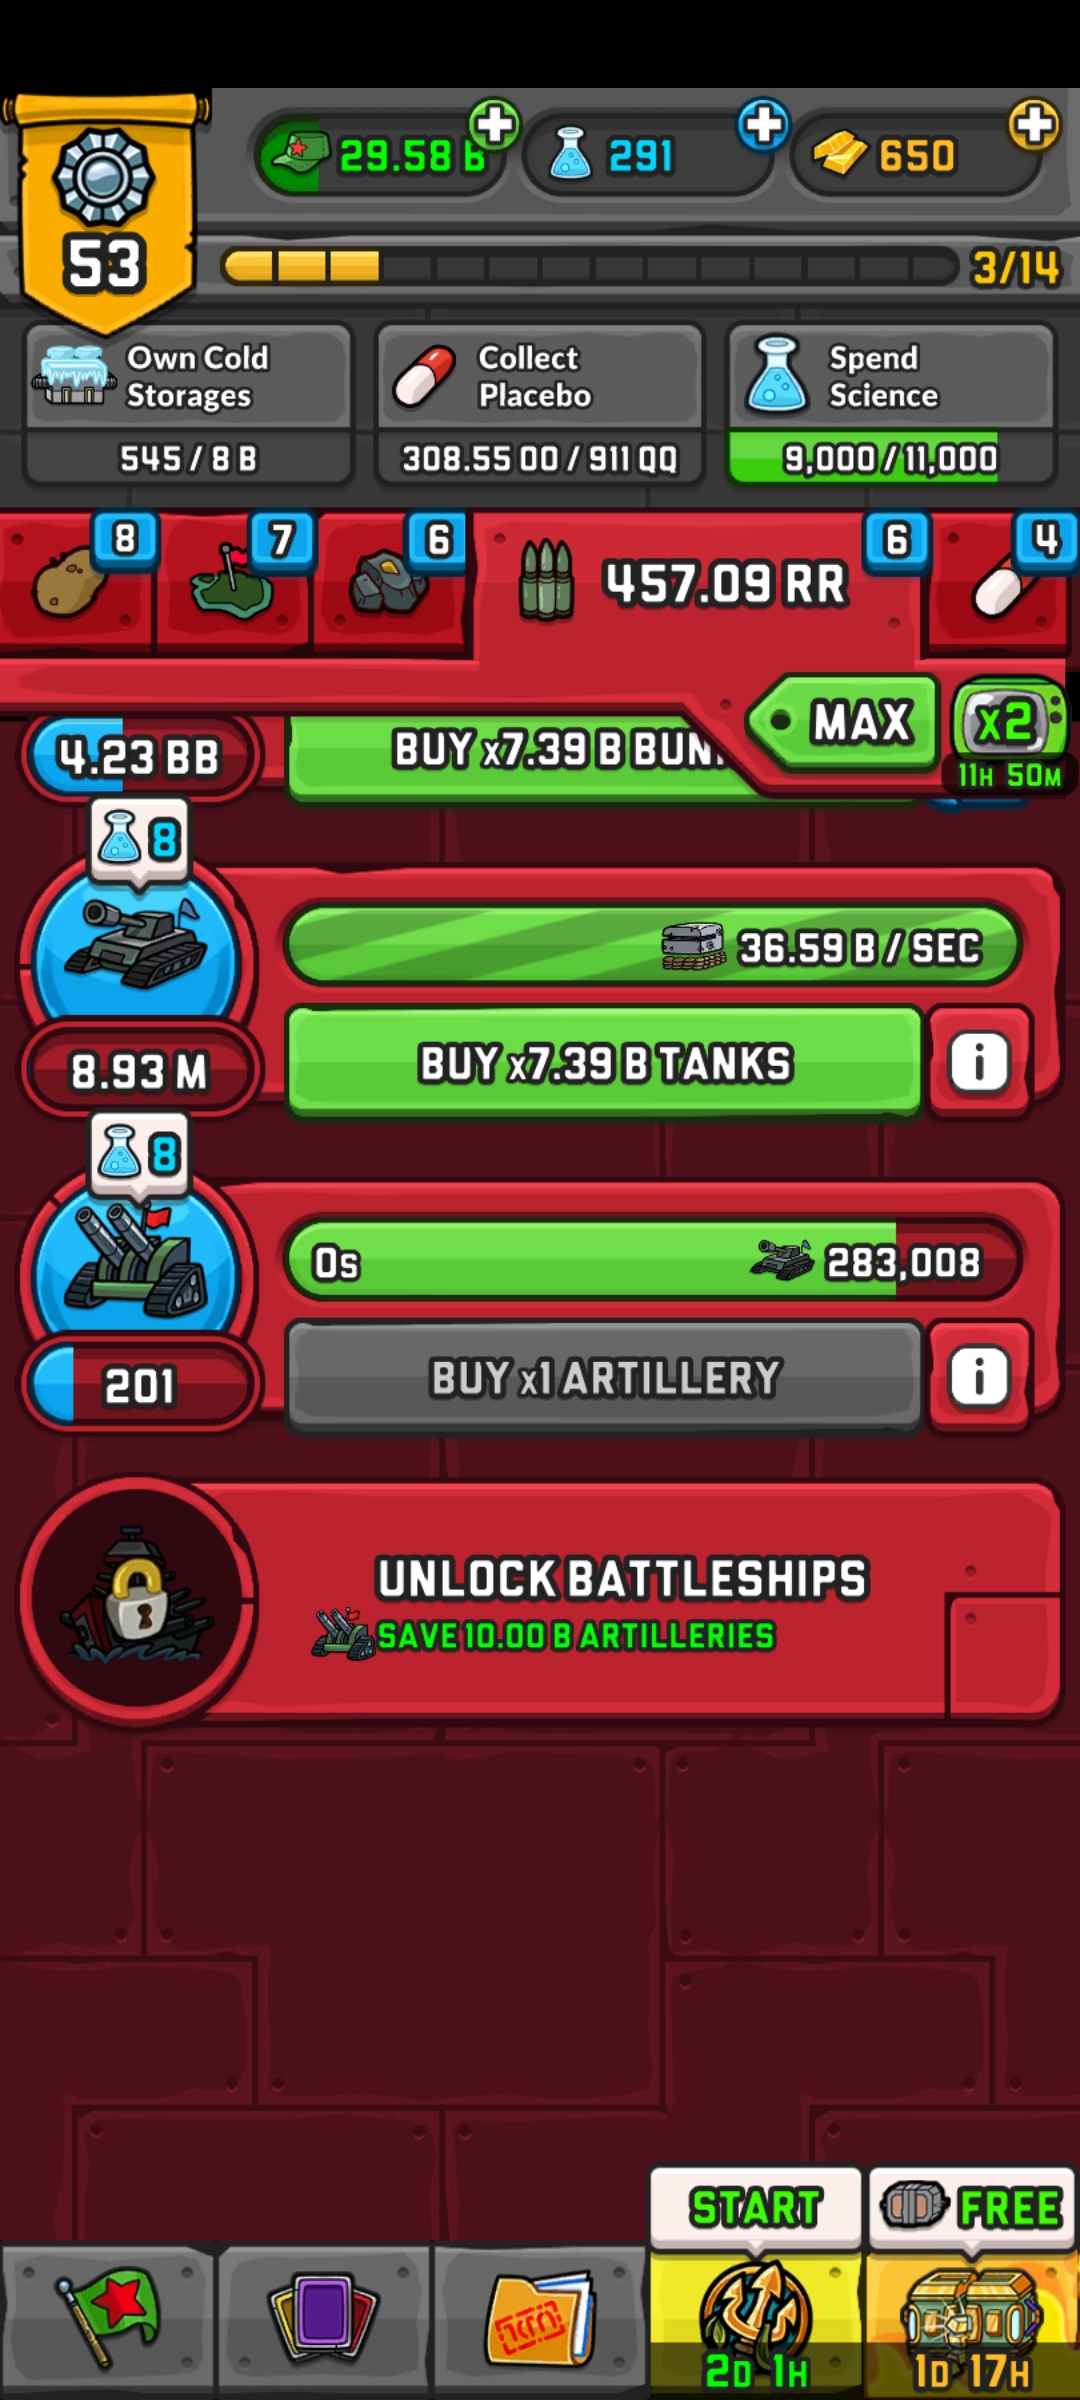 29.58 B
291
650
53
3/14
Own Cold
Storages
545 / 8 B
Collect
Placebo
308.55 OO / 911 QQ
Spend
Science
9,000 / 11,000
8
7
6
457.09 RR
6
4
MAX
x2
11H 50M
4.23 BB
BUY x7.39 B BUN
8
36.59 B / SEC
8.93 M
BUY x7.39 B TANKS
i
8
0s
283,008
201
BUY x1 ARTILLERY
i
UNLOCK BATTLESHIPS
SAVE 10.00 B ARTILLERIES
START
FREE
2D 1H
1D 17H